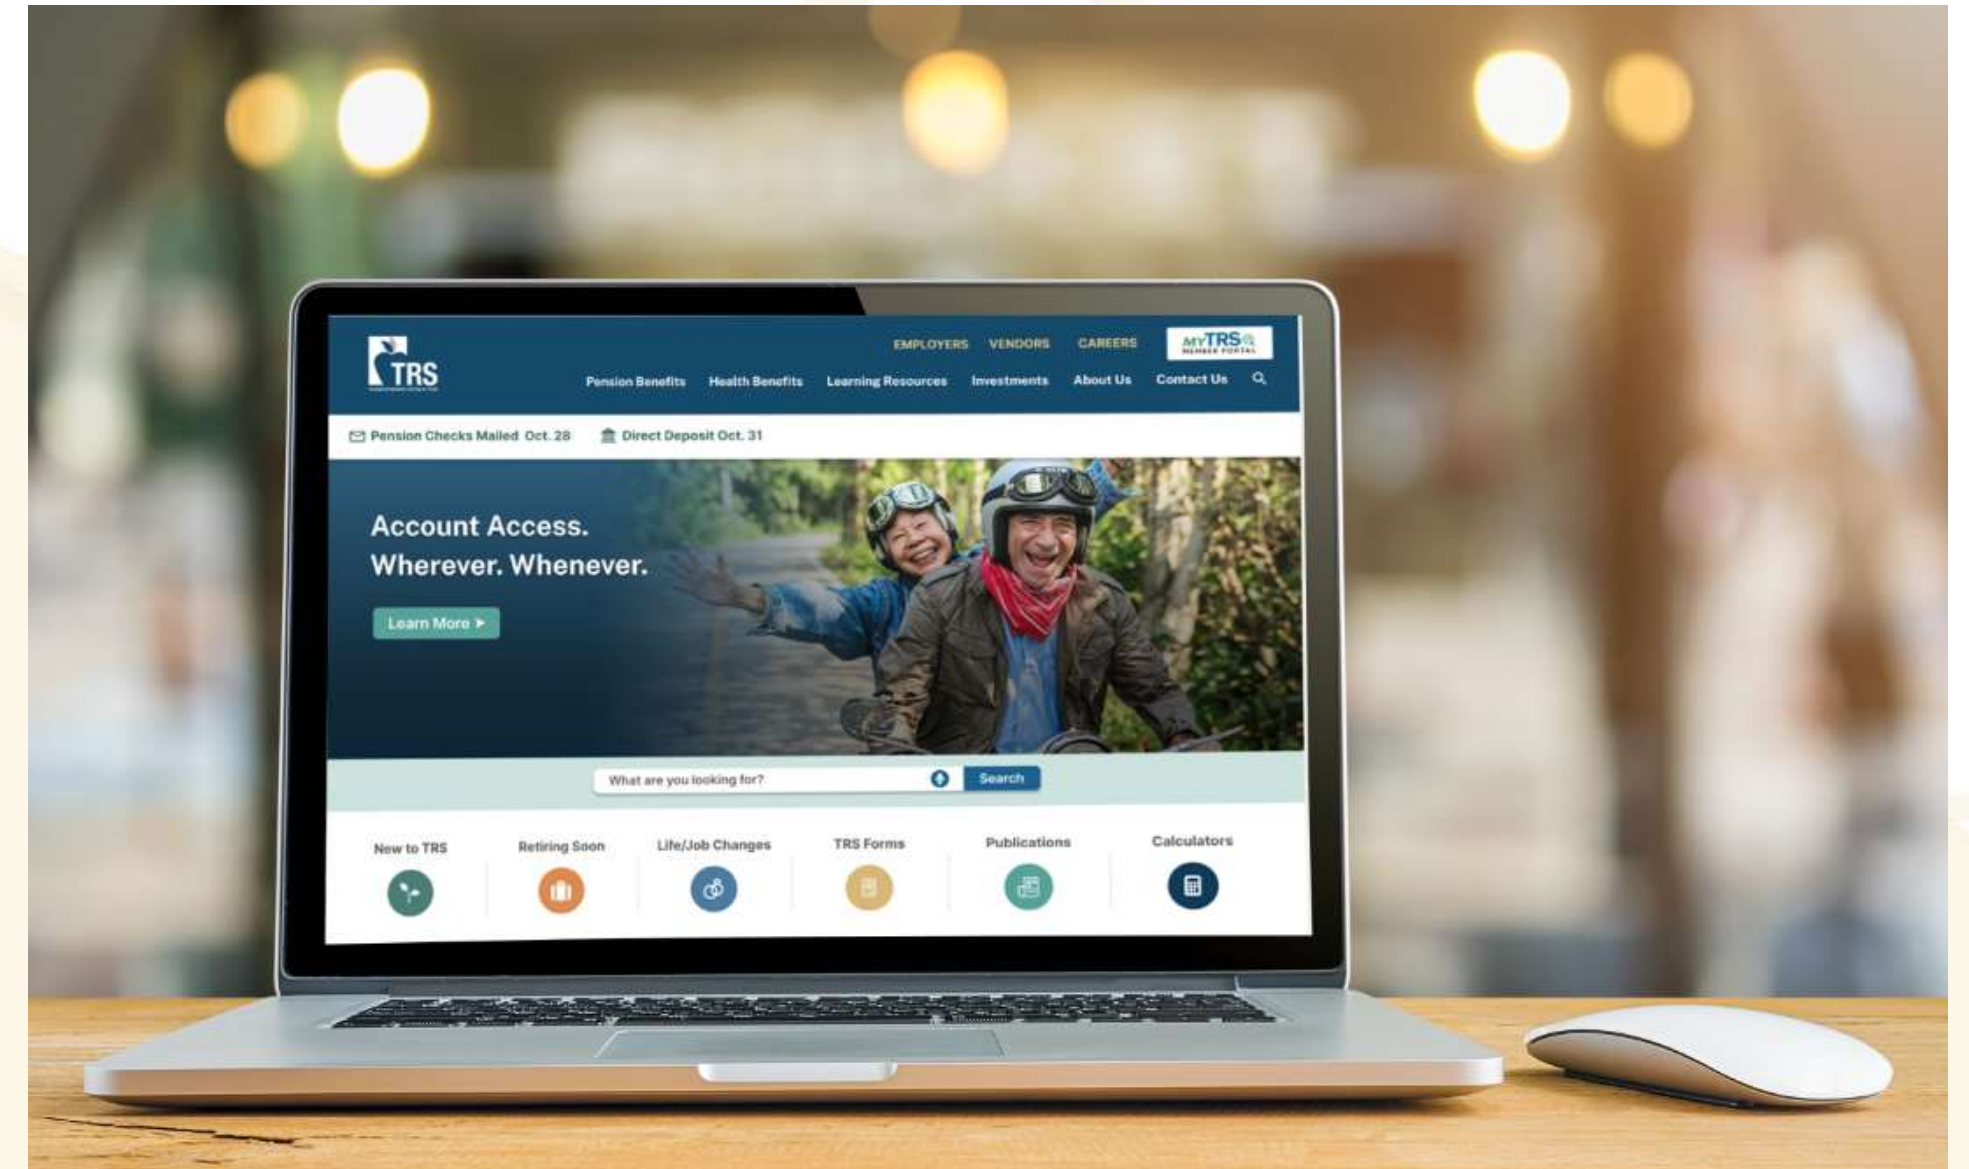 TRS
EMPLOYERS VENDORS CAREERS
MYTRS
MEMBER PORTAL
Pension Benefits Health Benefits Learning Resources Investments About Us Contact Us
Pension Checks Mailed Oct. 28 Direct Deposit Oct. 31
Account Access.
Wherever. Whenever.
Learn More
What are you looking for? Search
New to TRS Retiring Soon Life/Job Changes TRS Forms Publications Calculators